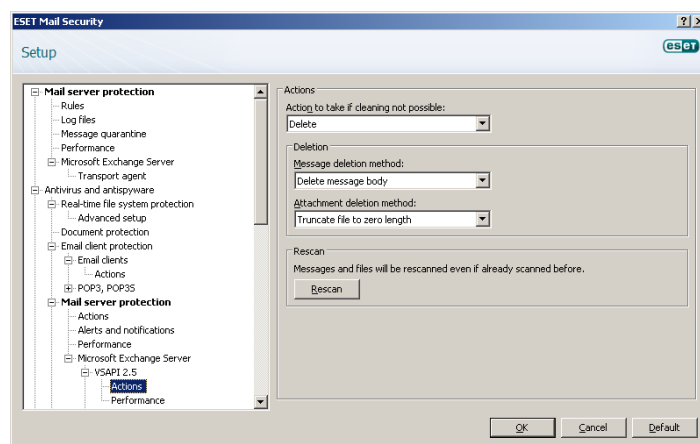 ESET Mail Security
Setup
eset
Mail server protection
Rules
Log files
Message quarantine
Performance
Microsoft Exchange Server
Transport agent
Antivirus and antispyware
Real-time file system protection
Advanced setup
Document protection
Email client protection
Email clients
Actions
POP3, POP3S
Mail server protection
Actions
Alerts and notifications
Performance
Microsoft Exchange Server
VSAPI 2.5
Actions
Performance
Actions
Action to take if cleaning not possible:
Delete
Deletion
Message deletion method:
Delete message body
Attachment deletion method:
Truncate file to zero length
Rescan
Messages and files will be rescanned even if already scanned before.
Rescan
OK
Cancel
Default